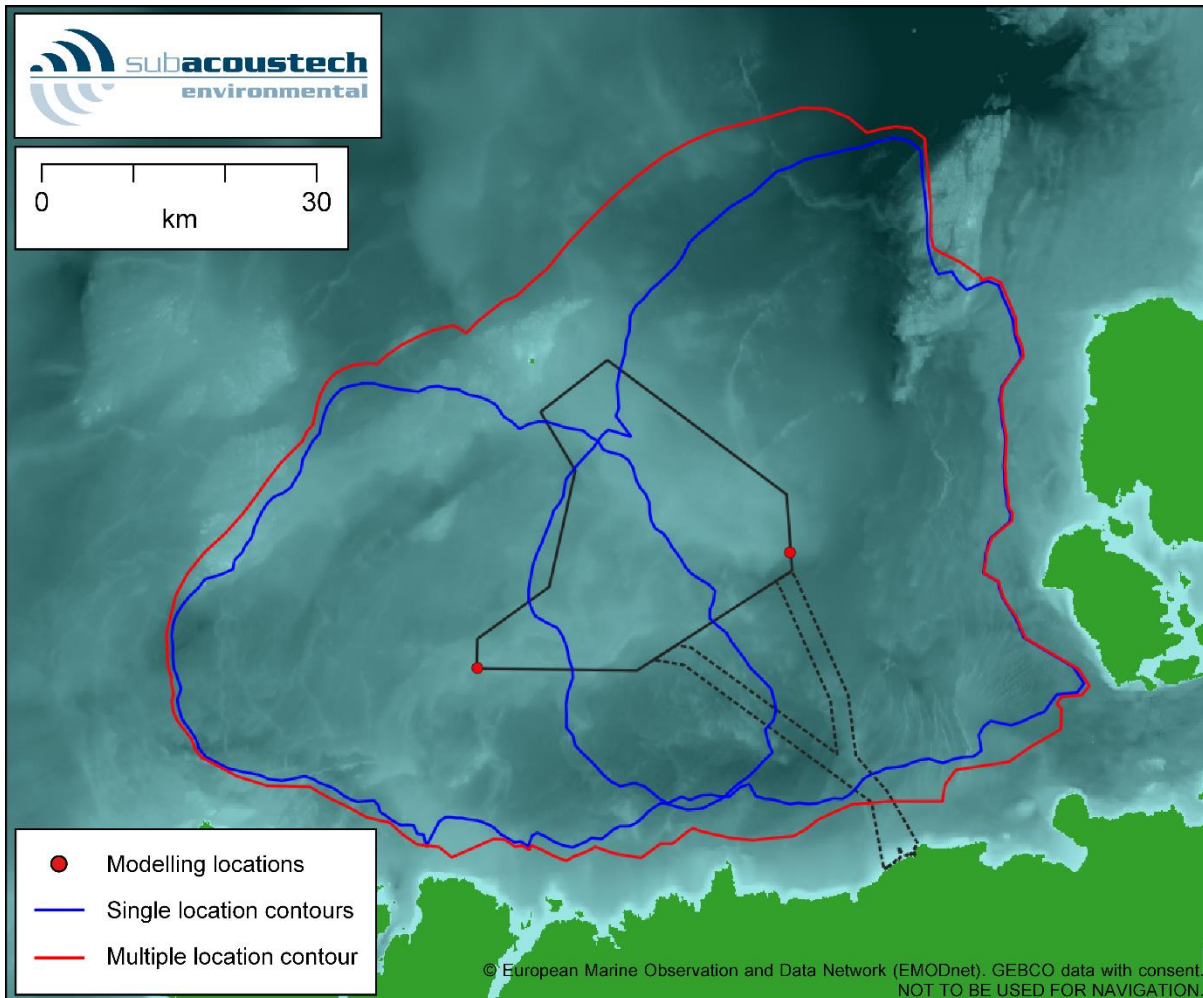 subacoustech
environmental
0 30
km
Modelling locations
Single location contours
Multiple location contour
© European Marine Observation and Data Network (EMODnet). GEBCO data with consent.
NOT TO BE USED FOR NAVIGATION.